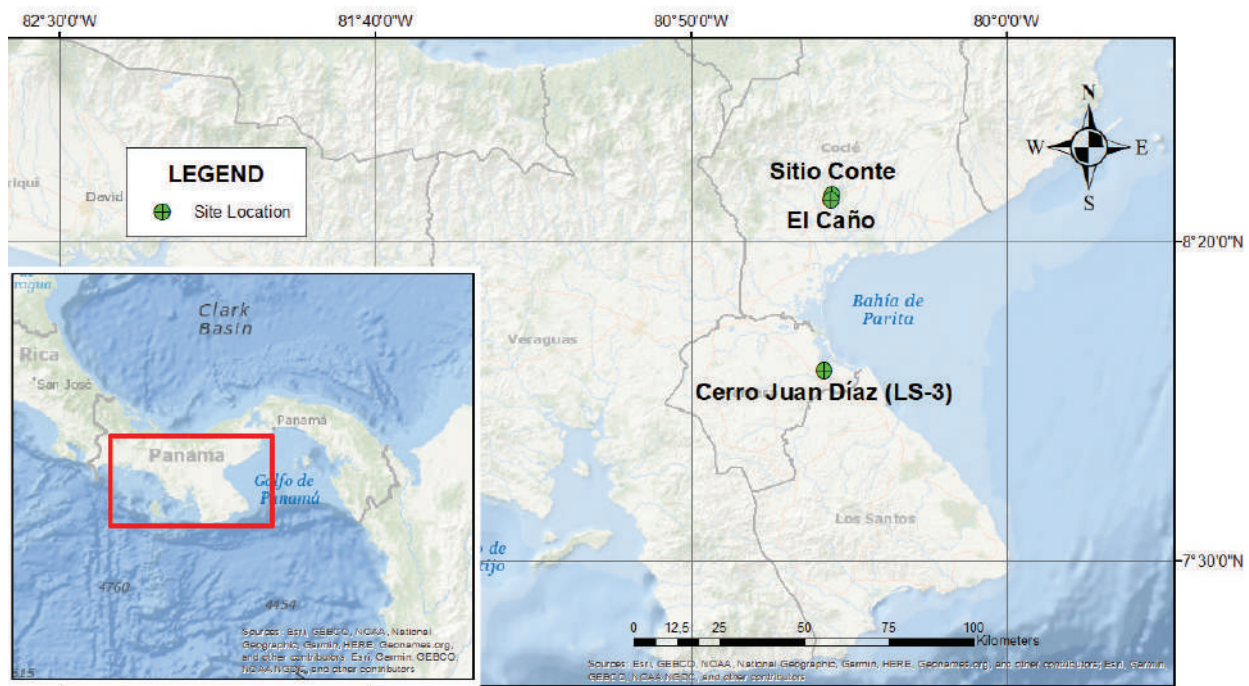 82°30'0"W
81°40'0"W
80°50'0"W
80°0'0"W
N
W
E
S
Coclé
Sitio Conte
El Caño
LEGEND
Site Location
riquí
David
8°20'0"N
Bahía de
Parita
Veraguas
Cerro Juan Díaz (LS-3)
Los Santos
7°30'0"N
o de
tijo
0 12.5 25 50 75 100
Kilometers
Sources: Esri, GEBCO, NOAA, National Geographic, Garmin, HERE, Geonames.org, and other contributors; Esri, Garmin,
GEBCO, NOAA NGDC, and other contributors
ragua
Clark
Basin
Rica
San José
Panamá
Panama
Golfo de
Panamá
4760
4454
Sources: Esri, GEBCO, NOAA, National
Geographic, Garmin, HERE, Geonames.org,
and other contributors, Esri, Garmin, GEBCO,
NOAA NGDC, and other contributors